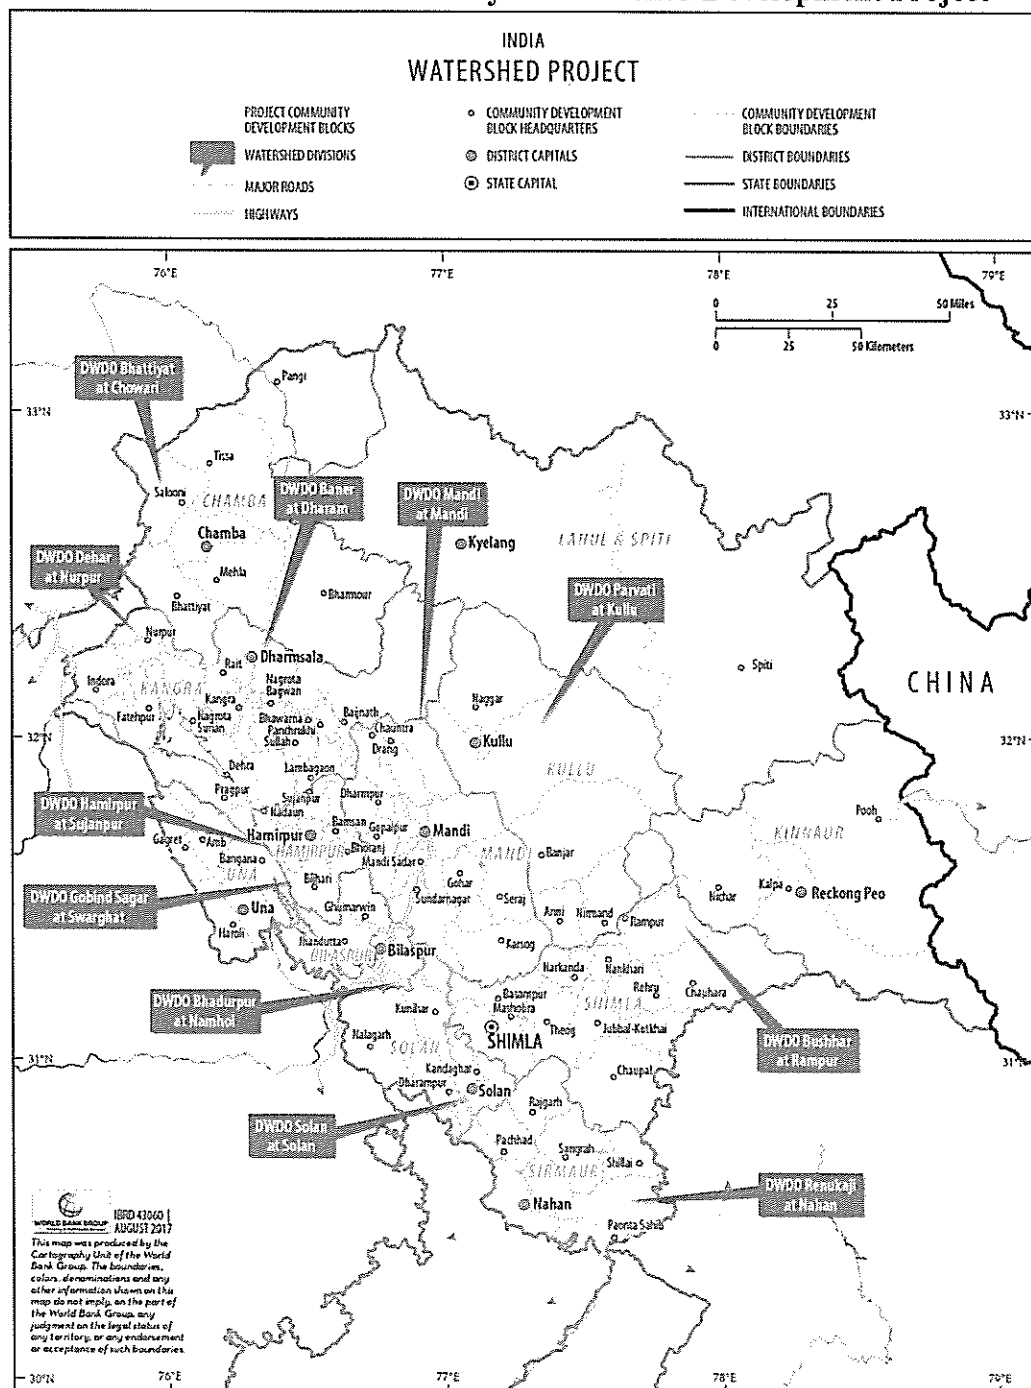 INDIA
WATERSHED PROJECT
PROJECT COMMUNITY
DEVELOPMENT BLOCKS
WATERSHED DIVISIONS
MAJOR ROADS
HIGHWAYS
COMMUNITY DEVELOPMENT
BLOCK HEADQUARTERS
DISTRICT CAPITALS
STATE CAPITAL
COMMUNITY DEVELOPMENT
BLOCK BOUNDARIES
DISTRICT BOUNDARIES
STATE BOUNDARIES
INTERNATIONAL BOUNDARIES
76°E
77°E
78°E
79°E
0 25 50 Miles
0 25 50 Kilometers
DWDO Bhattiyat
at Chowari
Pangi
33°N
33°N
Tissa
Salooni
CHAMBA
DWDO Baner
at Dharam
DWDO Mandi
at Mandi
Chamba
Kyelang
LAHUL & SPITI
DWDO Dehar
at Nurpur
Mehla
Bhattiyat
Bharmour
DWDO Parvati
at Kullu
Nurpur
Dharmsala
Rait
Spiti
CHINA
Indora
KANGRA
Nagrota
Bagwan
Kangra
Naggar
Fatehpur
Nagrota
Surian
Bhawarna
Panchrukhi
Sullah
Baijnath
Chauntra
Drang
Kullu
32°N
32°N
KULLU
Dehra
Lambagaon
Pragpur
Sujanpur
Dharmpur
DWDO Hamirpur
at Sujanpur
Nadaun
Hamirpur
Bamsan
Gopalpur
Mandi
Pooh
KINNAUR
Gagret
Amb
HAMIRPUR
Bhoranj
MANDI
Banjar
Bangana
Mandi Sadar
UNA
Bijhari
Gohar
Nichar
Kalpa
Reckong Peo
DWDO Gobind Sagar
at Swarghat
Una
Ghumarwin
Sundarnagar
Seraj
Haroli
Anni
Nirmand
Rampur
Jhandutta
BILASPUR
Bilaspur
Karsog
Narkanda
Nankhari
Rohru
Chauhara
DWDO Bhadurpur
at Namhol
Kunihar
Basantpur
Mashobra
SHIMLA
Theog
Jubbal-Kotkhai
SHIMLA
DWDO Bushhar
at Rampur
Nalagarh
SOLAN
31°N
31°N
Kandaghat
Chaupal
Dharampur
Solan
Rajgarh
DWDO Solan
at Solan
Pachhad
Sangrah
Shillai
SIRMAUR
DWDO Renukaji
at Nahan
Nahan
Paonta Sahib
WORLD BANK GROUP
IBRD 43060 |
AUGUST 2017
This map was produced by the
Cartography Unit of the World
Bank Group. The boundaries,
colors, denominations and any
other information shown on this
map do not imply, on the part of
the World Bank Group, any
judgment on the legal status of
any territory, or any endorsement
or acceptance of such boundaries.
30°N
76°E
77°E
78°E
79°E